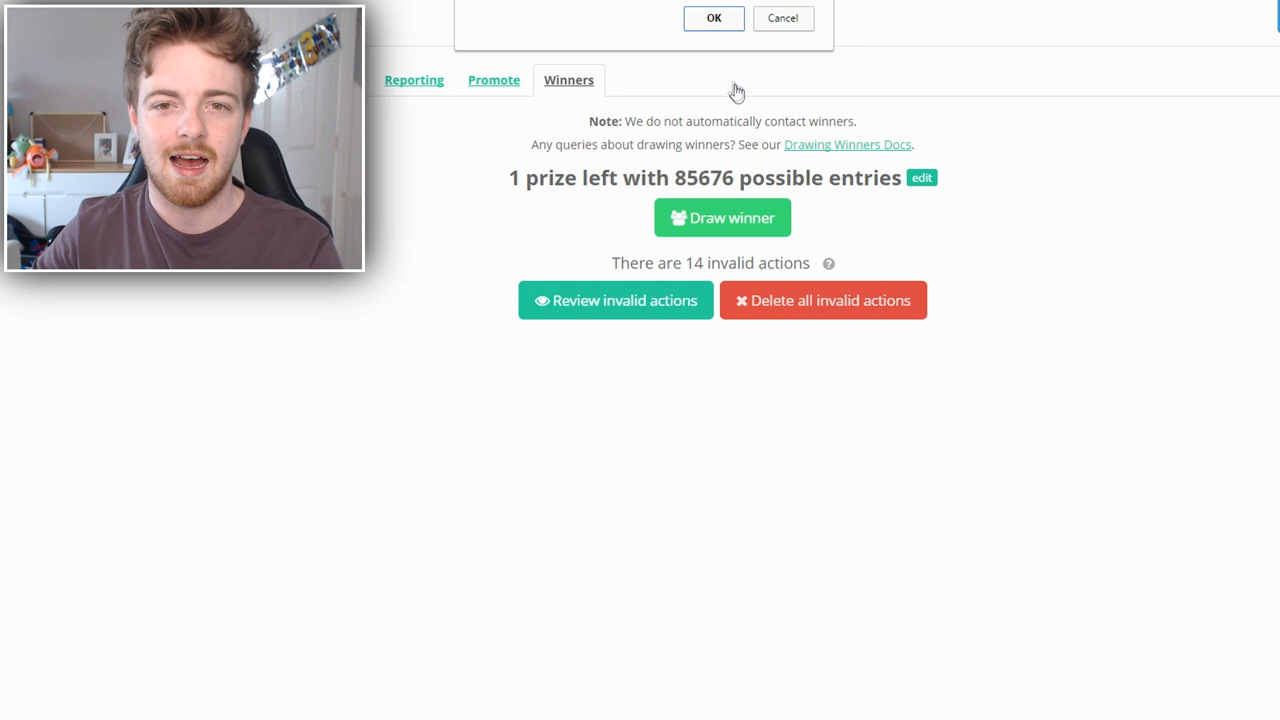 OK Cancel
Reporting Promote Winners
Note: We do not automatically contact winners.
Any queries about drawing winners? See our Drawing Winners Docs.
1 prize left with 85676 possible entries edit
Draw winner
There are 14 invalid actions ?
Review invalid actions Delete all invalid actions